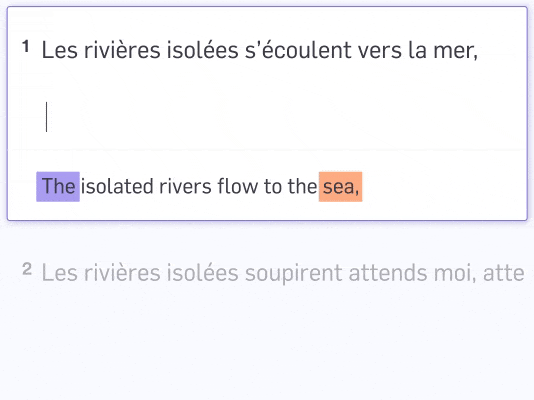 1 Les rivières isolées s’écoulent vers la mer,
The isolated rivers flow to the sea,
2 Les rivières isolées soupirent attends moi, atte